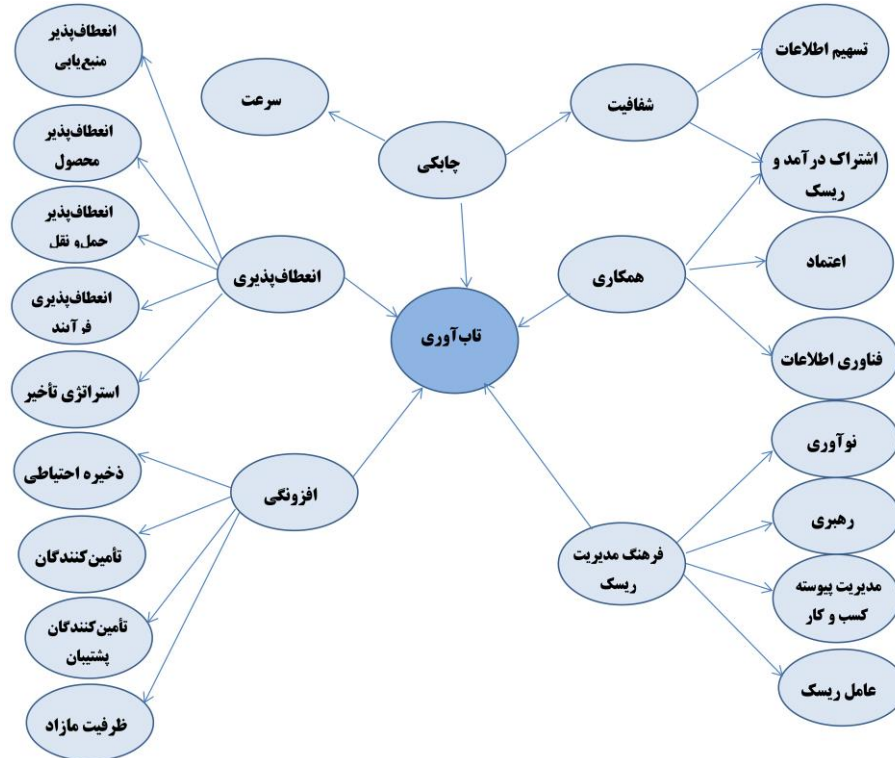 انعطاف‌پذیر
منبع‌یابی
انعطاف‌پذیر
محصول
انعطاف‌پذیر
حمل‌و نقل
انعطاف‌پذیری
فرآیند
استراتژی تأخیر
ذخیره احتیاطی
تأمین‌کنندگان
تأمین‌کنندگان
پشتیبان
ظرفیت مازاد
سرعت
انعطاف‌پذیری
افزونگی
چابکی
تاب‌آوری
شفافیت
همکاری
فرهنگ مدیریت
ریسک
تسهیم اطلاعات
اشتراک درآمد و
ریسک
اعتماد
فناوری اطلاعات
نوآوری
رهبری
مدیریت پیوسته
کسب و کار
عامل ریسک